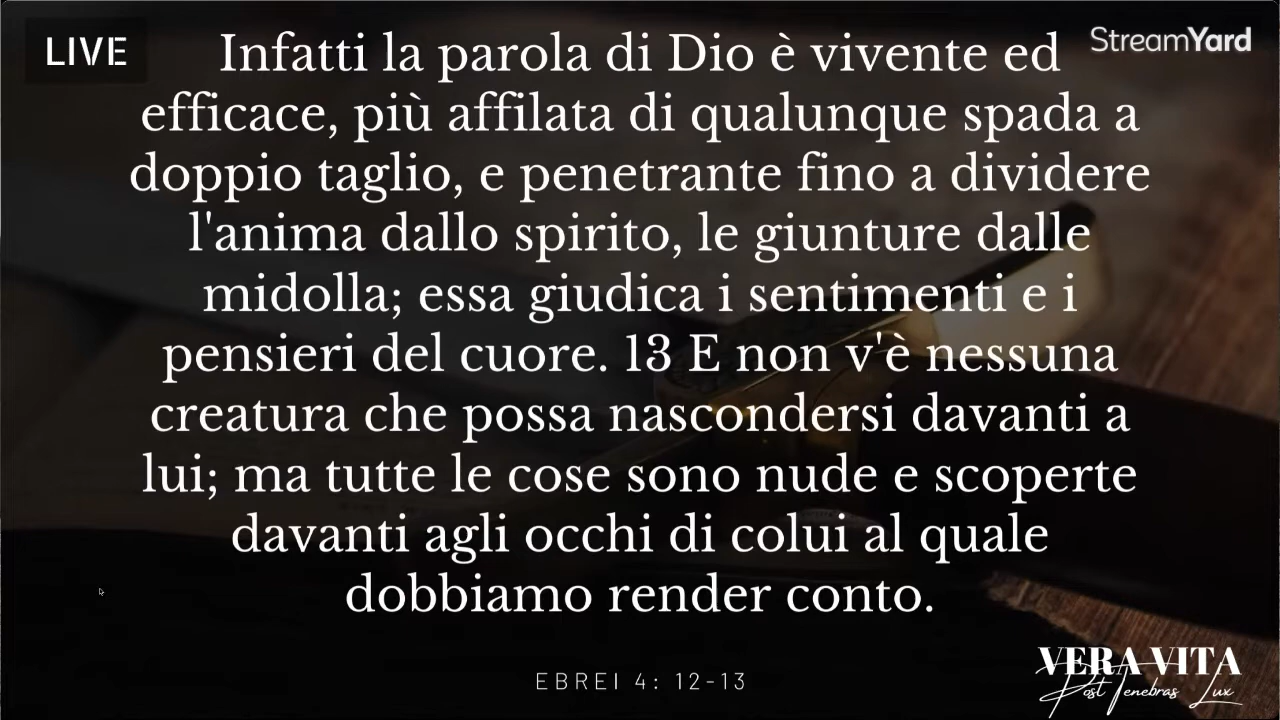 LIVE
StreamYard
Infatti la parola di Dio è vivente ed
efficace, più affilata di qualunque spada a
doppio taglio, e penetrante fino a dividere
l'anima dallo spirito, le giunture dalle
midolla; essa giudica i sentimenti e i
pensieri del cuore. 13 E non v'è nessuna
creatura che possa nascondersi davanti a
lui; ma tutte le cose sono nude e scoperte
davanti agli occhi di colui al quale
dobbiamo render conto.
EBREI 4: 12-13
VERA VITA
Post Tenebras Lux